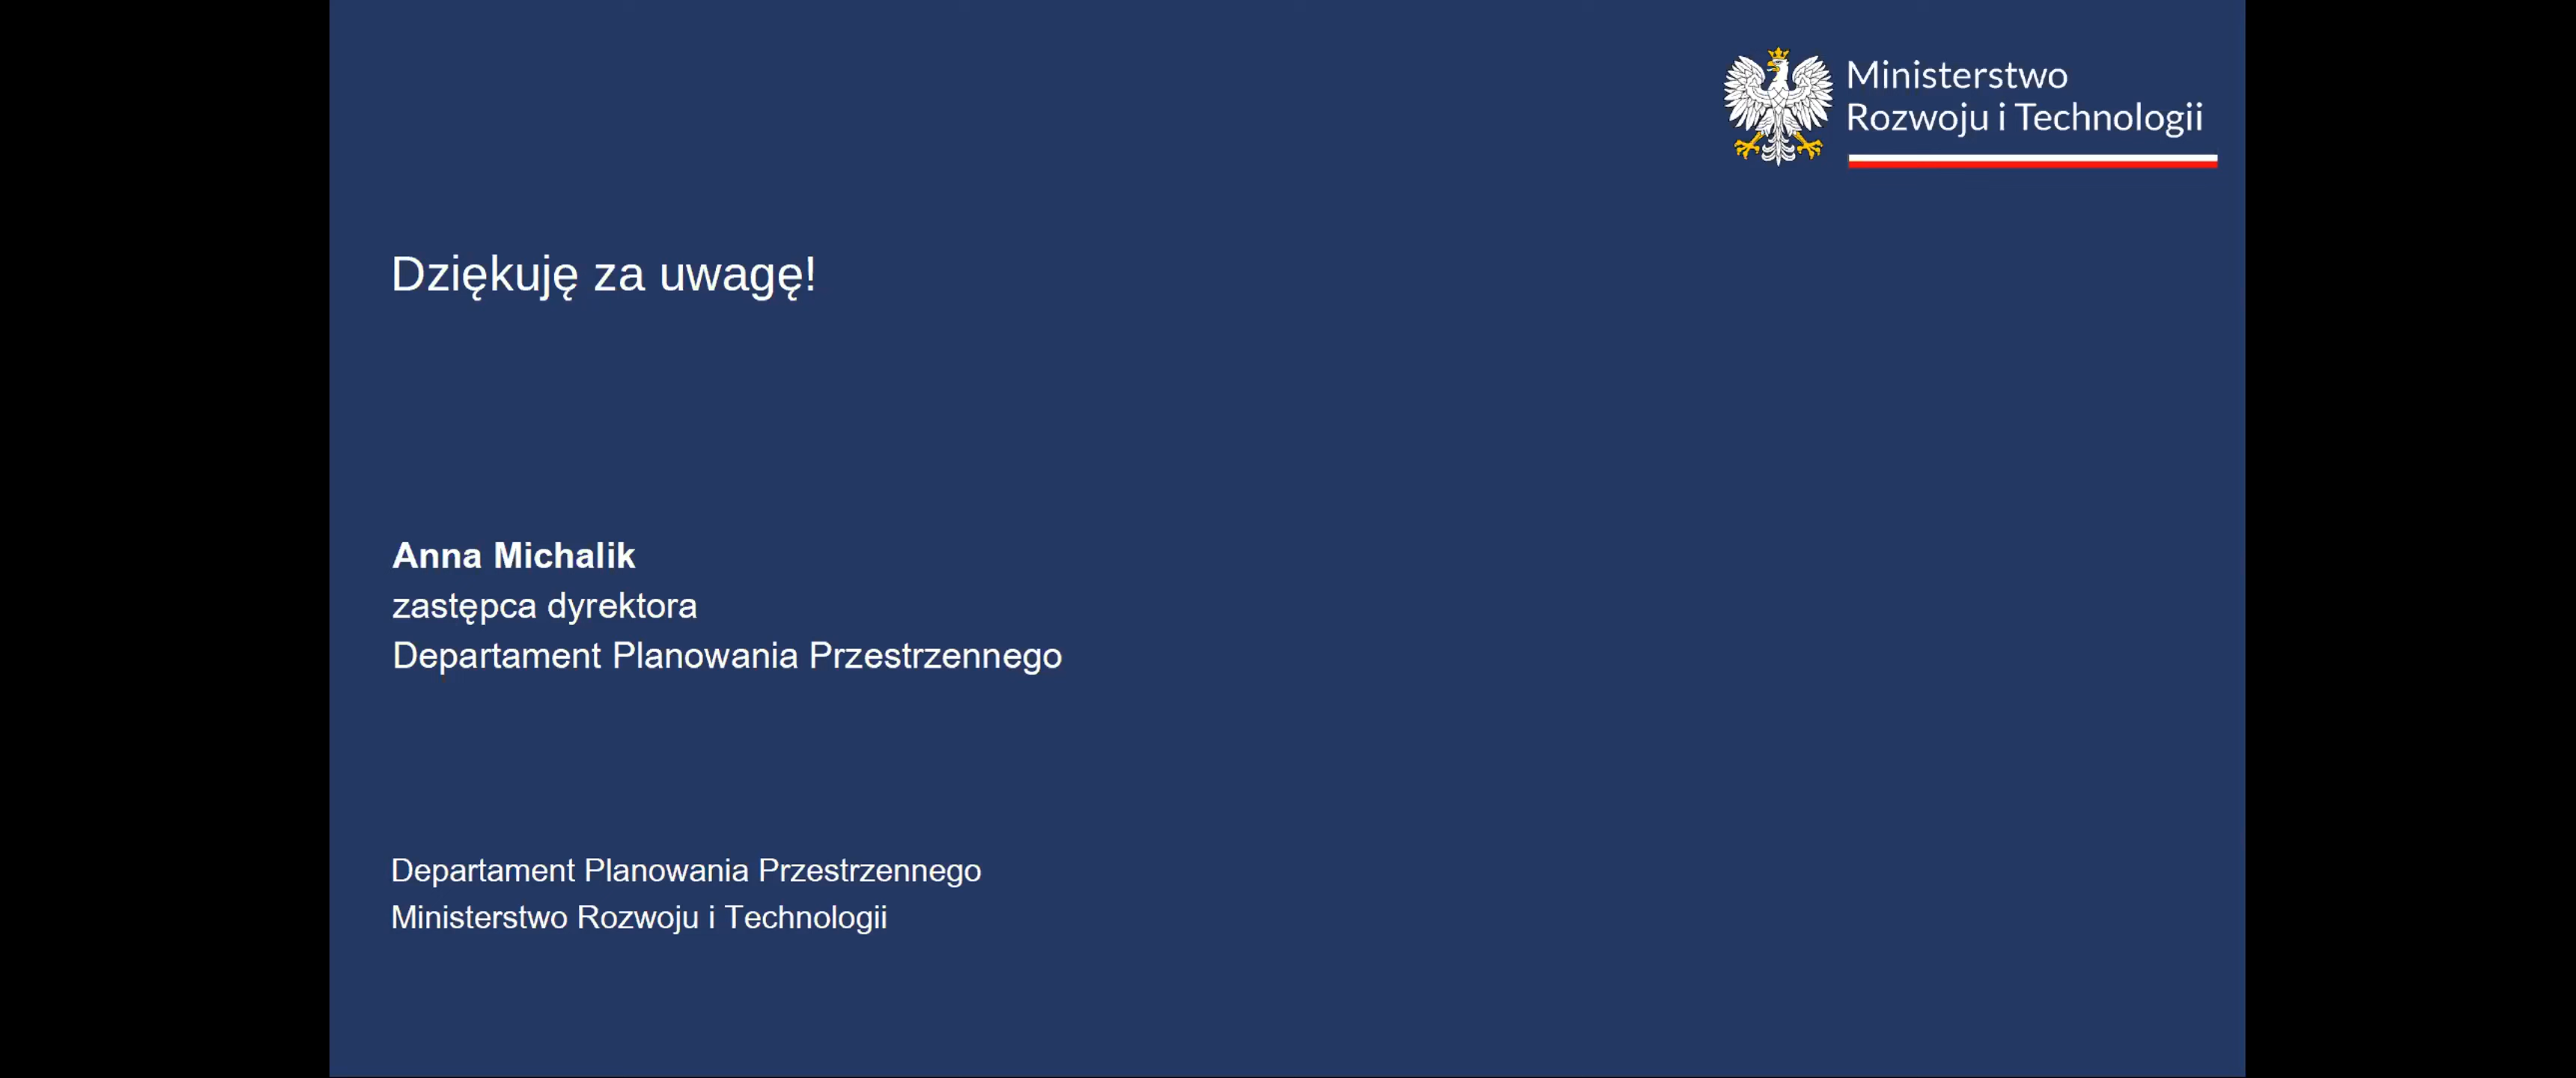 Ministerstwo
Rozwoju i Technologii
Dziękuję za uwagę!
Anna Michalik
zastępca dyrektora
Departament Planowania Przestrzennego
Departament Planowania Przestrzennego
Ministerstwo Rozwoju i Technologii